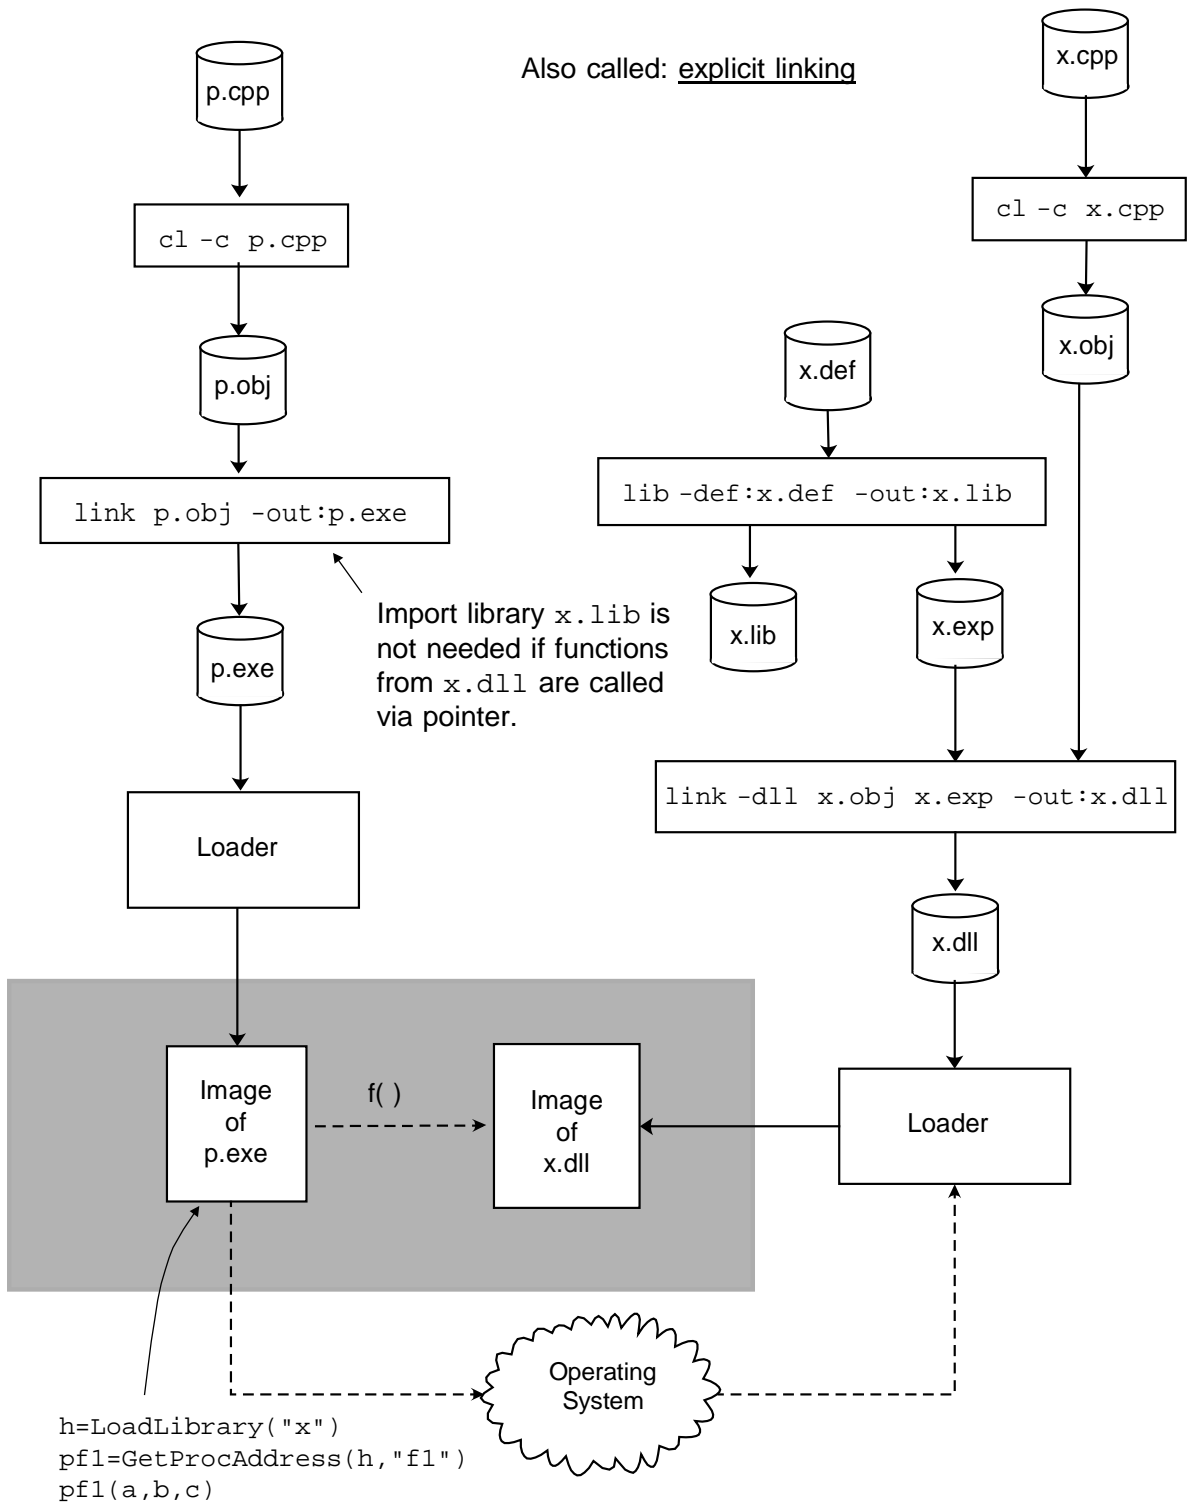 p.cpp
Also called: explicit linking
x.cpp
cl -c p.cpp
cl -c x.cpp
p.obj
x.def
x.obj
link p.obj -out:p.exe
lib -def:x.def -out:x.lib
Import library x.lib is
not needed if functions
from x.dll are called
via pointer.
p.exe
x.lib
x.exp
Loader
link -dll x.obj x.exp -out:x.dll
x.dll
Image
of
p.exe
f( )
Image
of
x.dll
Loader
Operating
System
h=LoadLibrary("x")
pf1=GetProcAddress(h,"f1")
pf1(a,b,c)